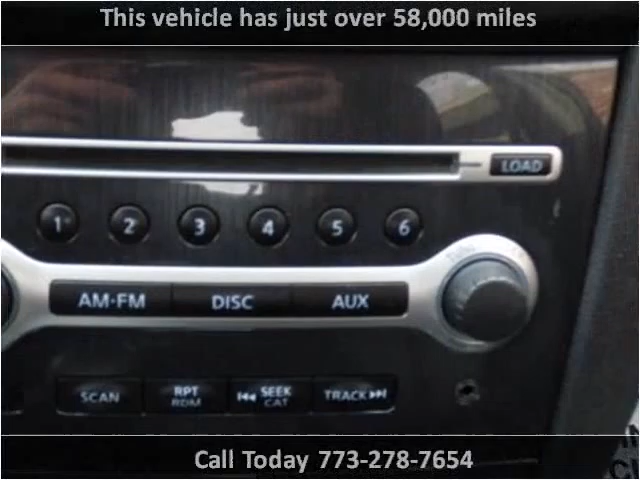 This vehicle has just over 58,000 miles
LOAD
1 2 3 4 5 6
AM·FM DISC AUX
SCAN RPT RDM SEEK CAT TRACK
Call Today 773-278-7654